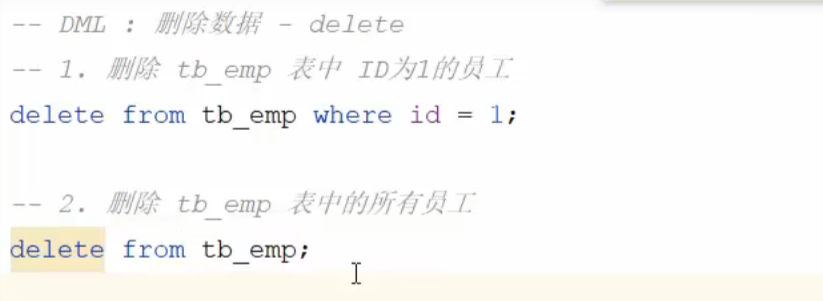 -- DML : 删除数据 - delete
-- 1. 删除 tb_emp 表中 ID为1的员工
delete from tb_emp where id = 1;
-- 2. 删除 tb_emp 表中的所有员工
delete from tb_emp;